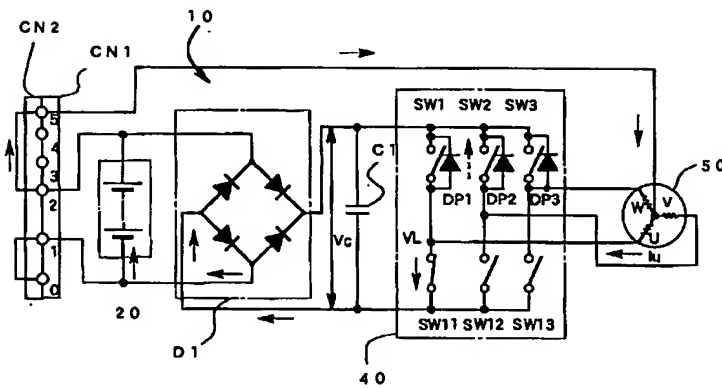 CN2
CN1
10
5
4
3
2
1
0
20
D1
C1
VC
SW1 SW2 SW3
DP1 DP2 DP3
VL
SW11 SW12 SW13
40
50
W V
U
Iu